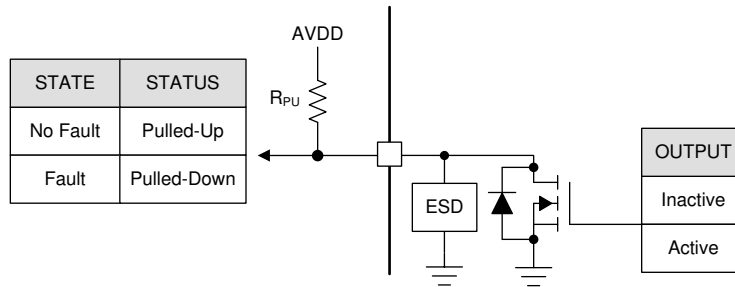 AVDD
STATE STATUS
R_PU
No Fault Pulled-Up
Fault Pulled-Down
ESD
OUTPUT
Inactive
Active